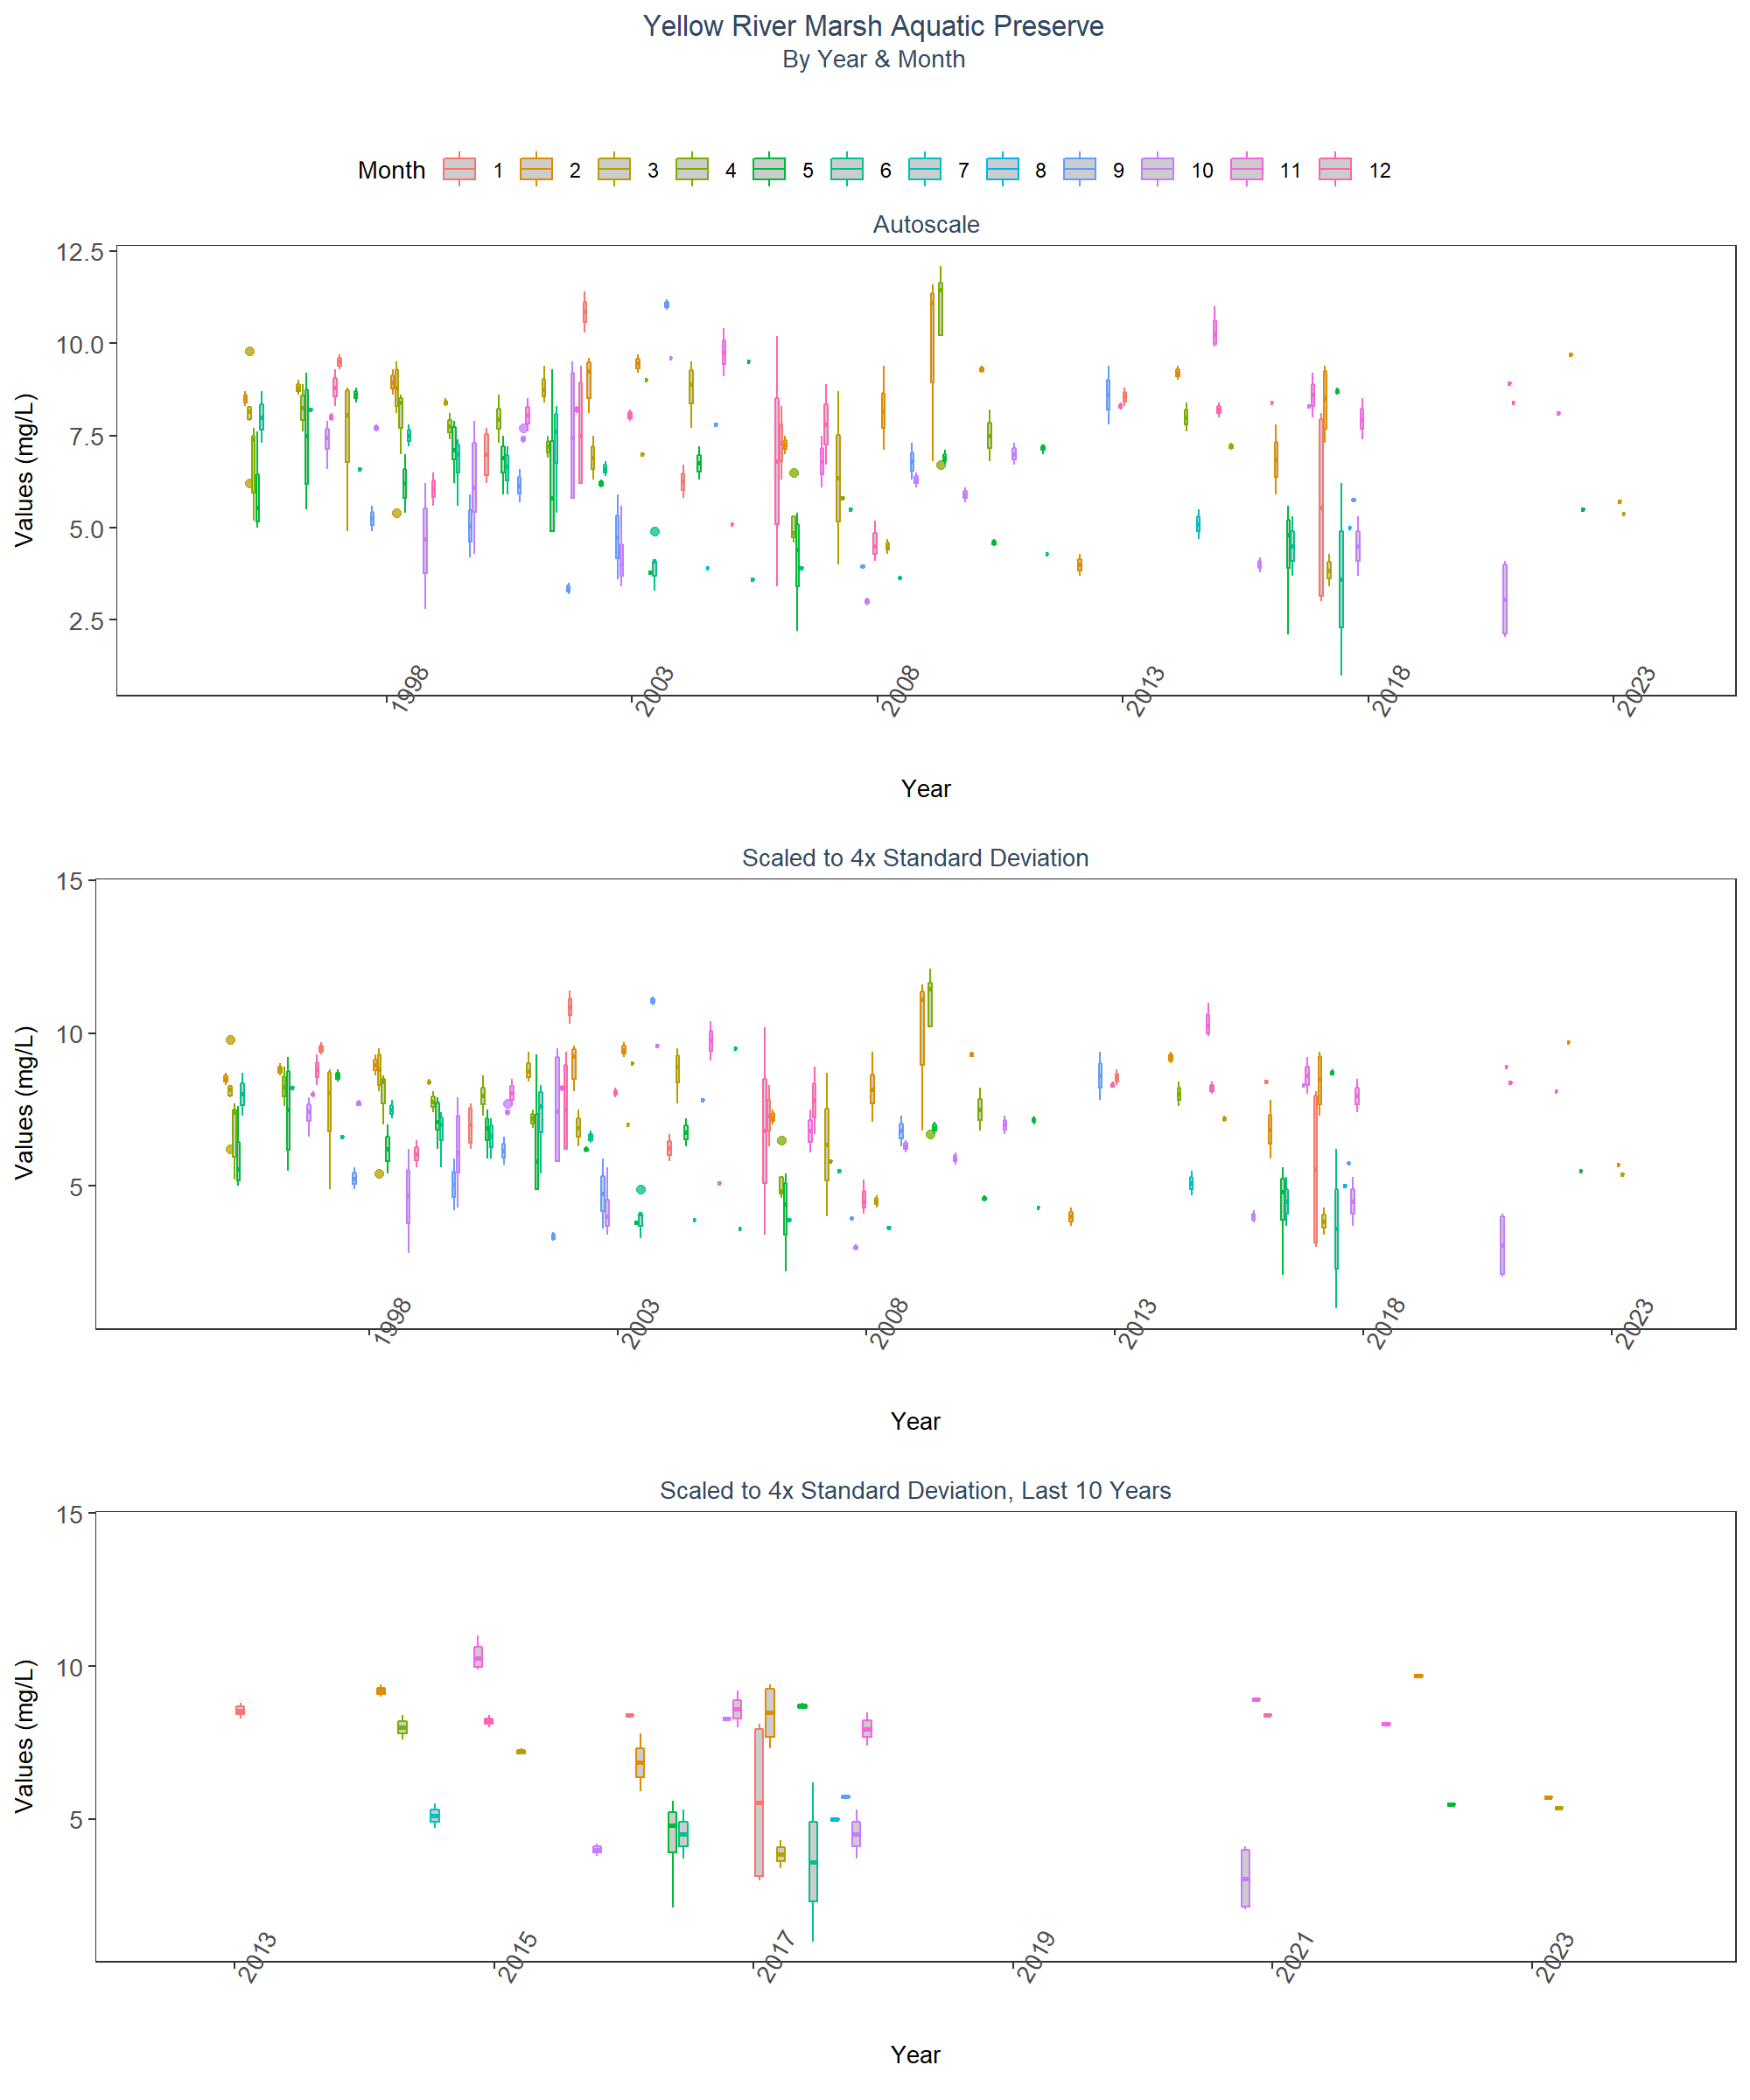 Yellow River Marsh Aquatic Preserve
By Year & Month
Month 1 2 3 4 5 6 7 8 9 10 11 12
Autoscale
Values (mg/L)
12.5
10.0
7.5
5.0
2.5
1998 2003 2008 2013 2018 2023
Year
Scaled to 4x Standard Deviation
Values (mg/L)
15
10
5
1998 2003 2008 2013 2018 2023
Year
Scaled to 4x Standard Deviation, Last 10 Years
Values (mg/L)
15
10
5
2013 2015 2017 2019 2021 2023
Year